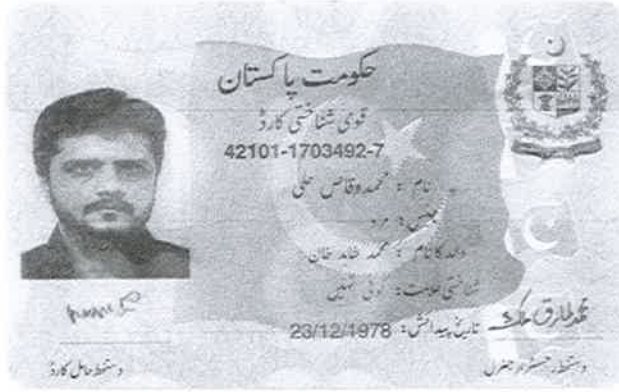 حکومت پاکستان
قومی شناختی کارڈ
42101-1703492-7
نام : محمد وقاص علی
جنس: مرد
والد کا نام : محمد خالد خان
شناختی علامت: کوئی نہیں
تاریخ پیدائش: 23/12/1978
دستخط حامل کارڈ
دستخط رجسٹرار جنرل